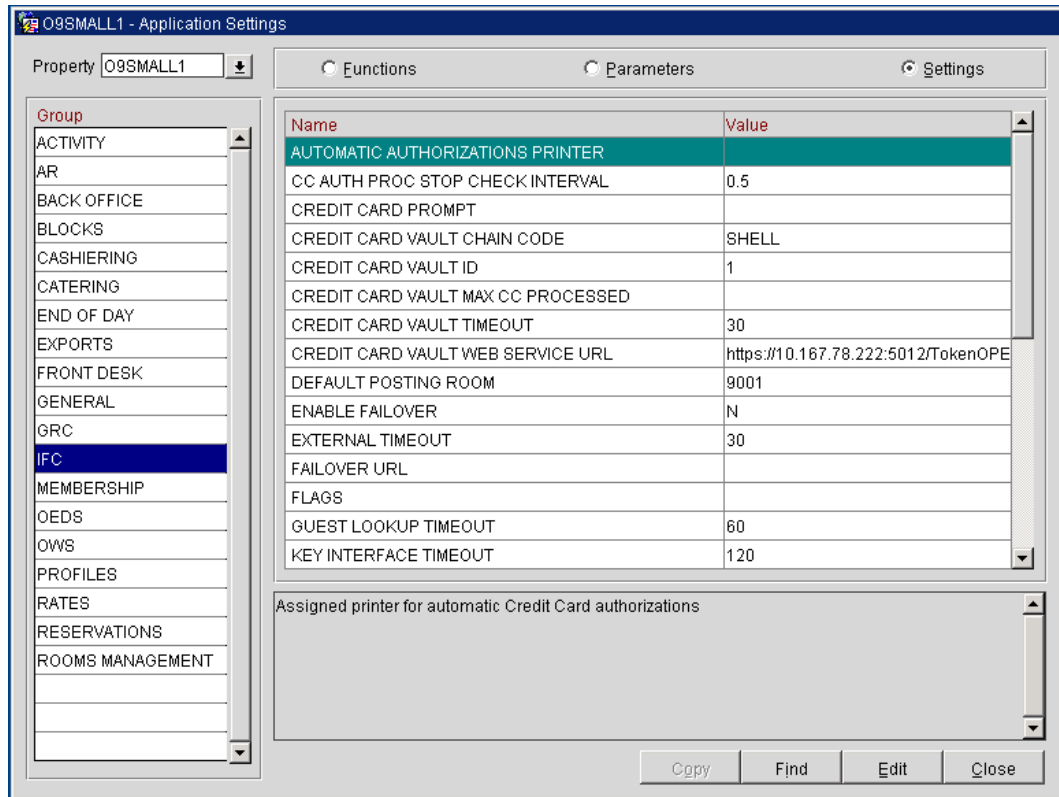 O9SMALL1 - Application Settings
Property O9SMALL1
Functions Parameters Settings
Group
ACTIVITY
AR
BACK OFFICE
BLOCKS
CASHIERING
CATERING
END OF DAY
EXPORTS
FRONT DESK
GENERAL
GRC
IFC
MEMBERSHIP
OEDS
OWS
PROFILES
RATES
RESERVATIONS
ROOMS MANAGEMENT
Name Value
AUTOMATIC AUTHORIZATIONS PRINTER
CC AUTH PROC STOP CHECK INTERVAL 0.5
CREDIT CARD PROMPT
CREDIT CARD VAULT CHAIN CODE SHELL
CREDIT CARD VAULT ID 1
CREDIT CARD VAULT MAX CC PROCESSED
CREDIT CARD VAULT TIMEOUT 30
CREDIT CARD VAULT WEB SERVICE URL https://10.167.78.222:5012/TokenOPE
DEFAULT POSTING ROOM 9001
ENABLE FAILOVER N
EXTERNAL TIMEOUT 30
FAILOVER URL
FLAGS
GUEST LOOKUP TIMEOUT 60
KEY INTERFACE TIMEOUT 120
Assigned printer for automatic Credit Card authorizations
Copy Find Edit Close